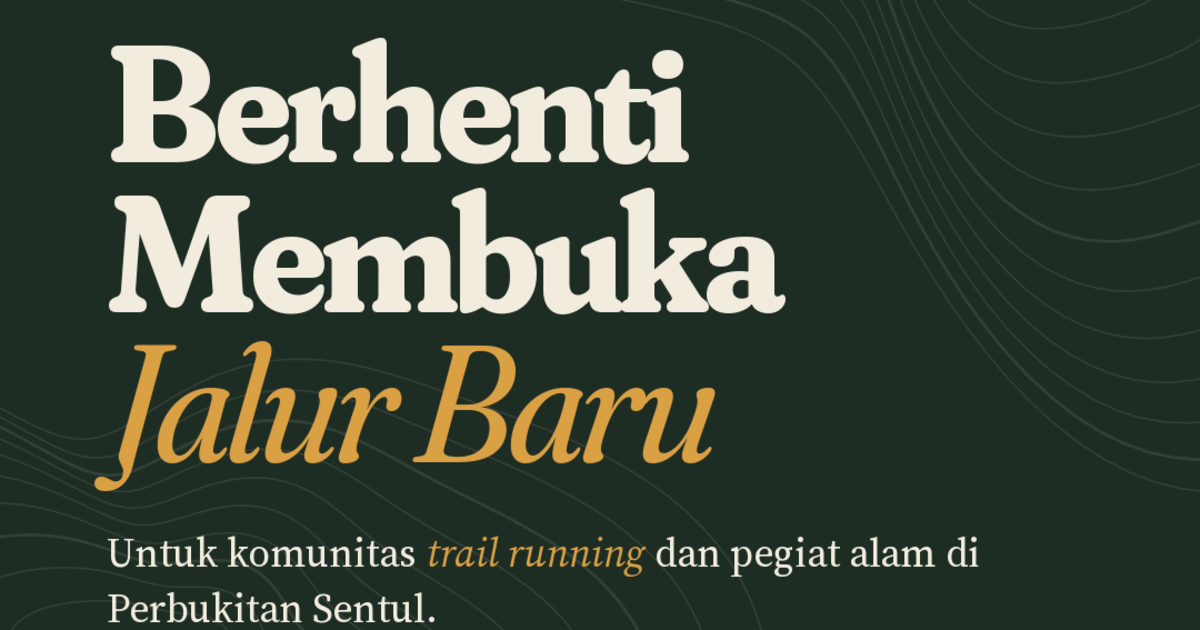 Berhenti
Membuka
Jalur Baru
Untuk komunitas trail running dan pegiat alam di
Perbukitan Sentul.